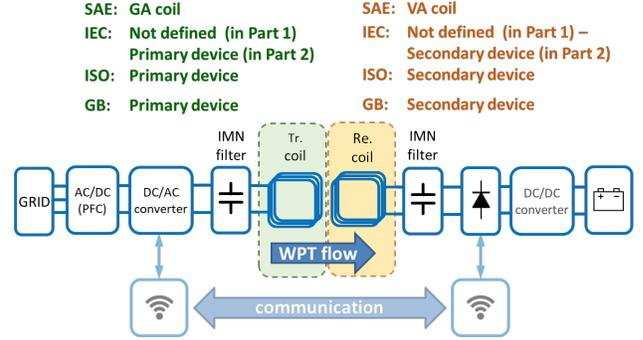 SAE: GA coil
IEC: Not defined (in Part 1)
Primary device (in Part 2)
ISO: Primary device
GB: Primary device
SAE: VA coil
IEC: Not defined (in Part 1) –
Secondary device (in Part 2)
ISO: Secondary device
GB: Secondary device
IMN
filter
Tr.
coil
Re.
coil
IMN
filter
GRID
AC/DC
(PFC)
DC/AC
converter
DC/DC
converter
+ -
WPT flow
communication